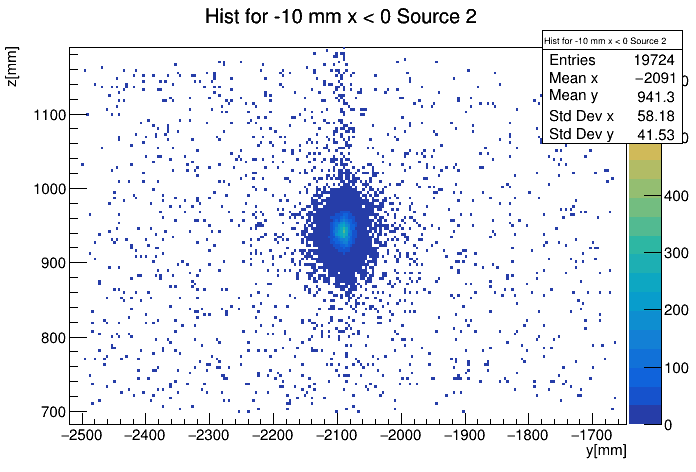 Hist for -10 mm x < 0 Source 2
z[mm]
Hist for -10 mm x < 0 Source 2
Entries 19724
Mean x −2091
Mean y 941.3
Std Dev x 58.18
Std Dev y 41.53
1100
1000
900
800
700
400
300
200
100
0
−2500 −2400 −2300 −2200 −2100 −2000 −1900 −1800 −1700
y[mm]